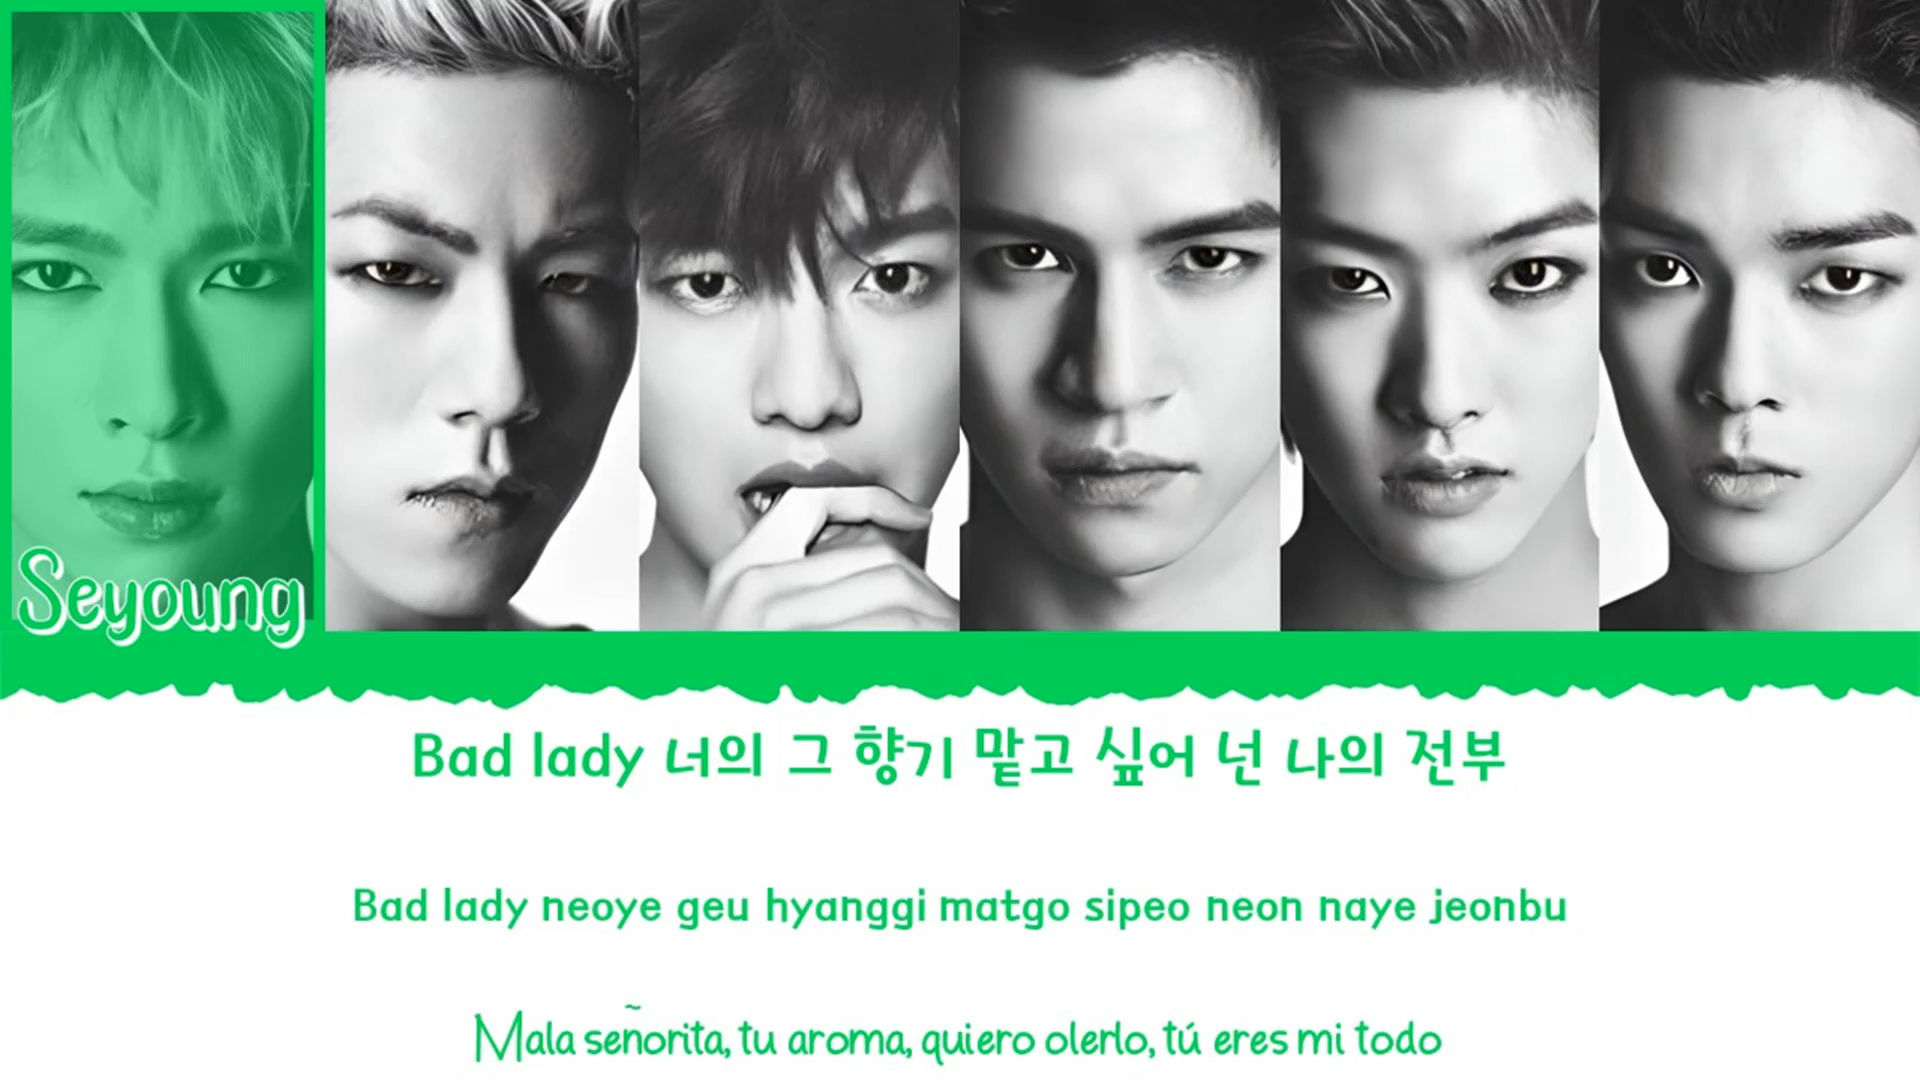 Seyoung
Bad lady 너의 그 향기 맡고 싶어 넌 나의 전부
Bad lady neoye geu hyanggi matgo sipeo neon naye jeonbu
Mala señorita, tu aroma, quiero olerlo, tú eres mi todo